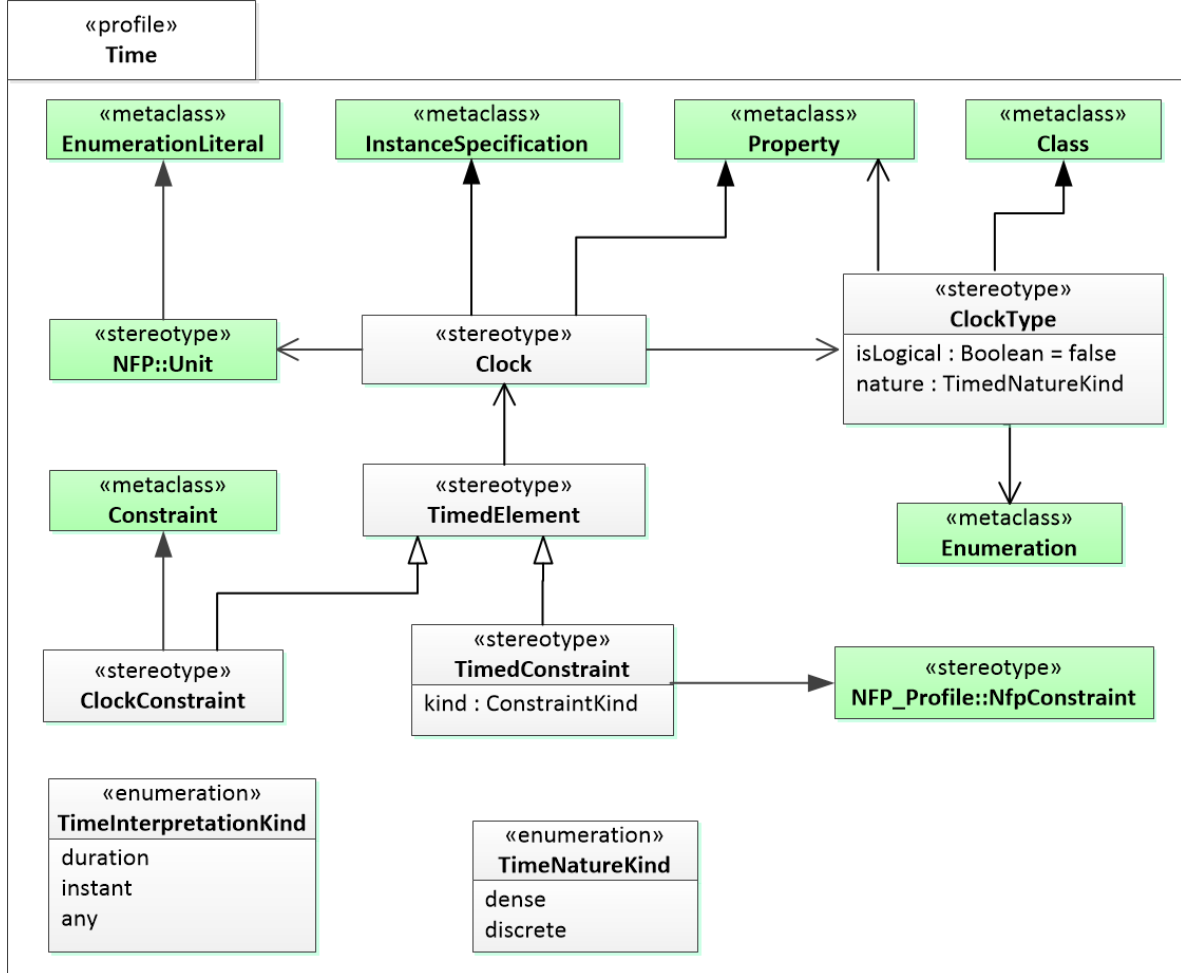 «profile»
Time
«metaclass»
EnumerationLiteral
«metaclass»
InstanceSpecification
«metaclass»
Property
«metaclass»
Class
«stereotype»
NFP::Unit
«stereotype»
Clock
«stereotype»
ClockType
isLogical : Boolean = false
nature : TimedNatureKind
«metaclass»
Constraint
«stereotype»
TimedElement
«metaclass»
Enumeration
«stereotype»
ClockConstraint
«stereotype»
TimedConstraint
kind : ConstraintKind
«stereotype»
NFP_Profile::NfpConstraint
«enumeration»
TimeInterpretationKind
duration
instant
any
«enumeration»
TimeNatureKind
dense
discrete